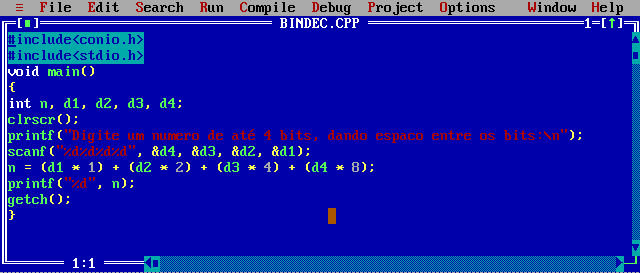 ≡ File Edit Search Run Compile Debug Project Options Window Help
[■] BINDEC.CPP 1=[↑]
#include<conio.h>
#include<stdio.h>
void main()
{
int n, d1, d2, d3, d4;
clrscr();
printf("Digite um numero de até 4 bits, dando espaco entre os bits:\n");
scanf("%d%d%d%d", &d4, &d3, &d2, &d1);
n = (d1 * 1) + (d2 * 2) + (d3 * 4) + (d4 * 8);
printf("%d", n);
getch();
}
1:1